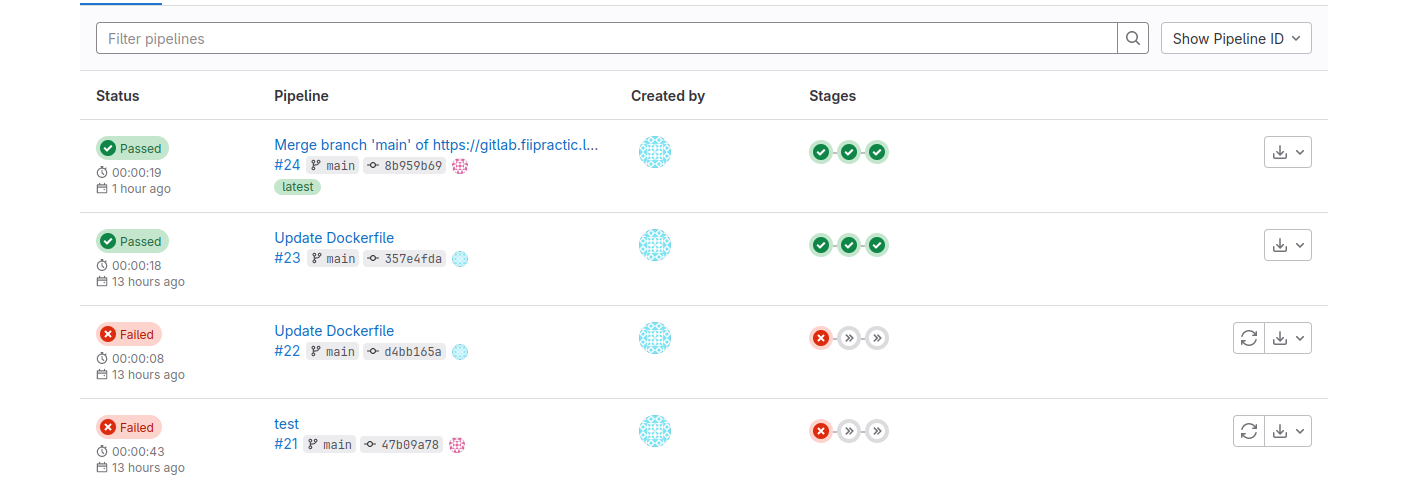 Filter pipelines
Show Pipeline ID
Status Pipeline Created by Stages
Passed
00:00:19
1 hour ago
Merge branch 'main' of https://gitlab.fiipractic.l...
#24 main 8b959b69
latest
Passed
00:00:18
13 hours ago
Update Dockerfile
#23 main 357e4fda
Failed
00:00:08
13 hours ago
Update Dockerfile
#22 main d4bb165a
Failed
00:00:43
13 hours ago
test
#21 main 47b09a78